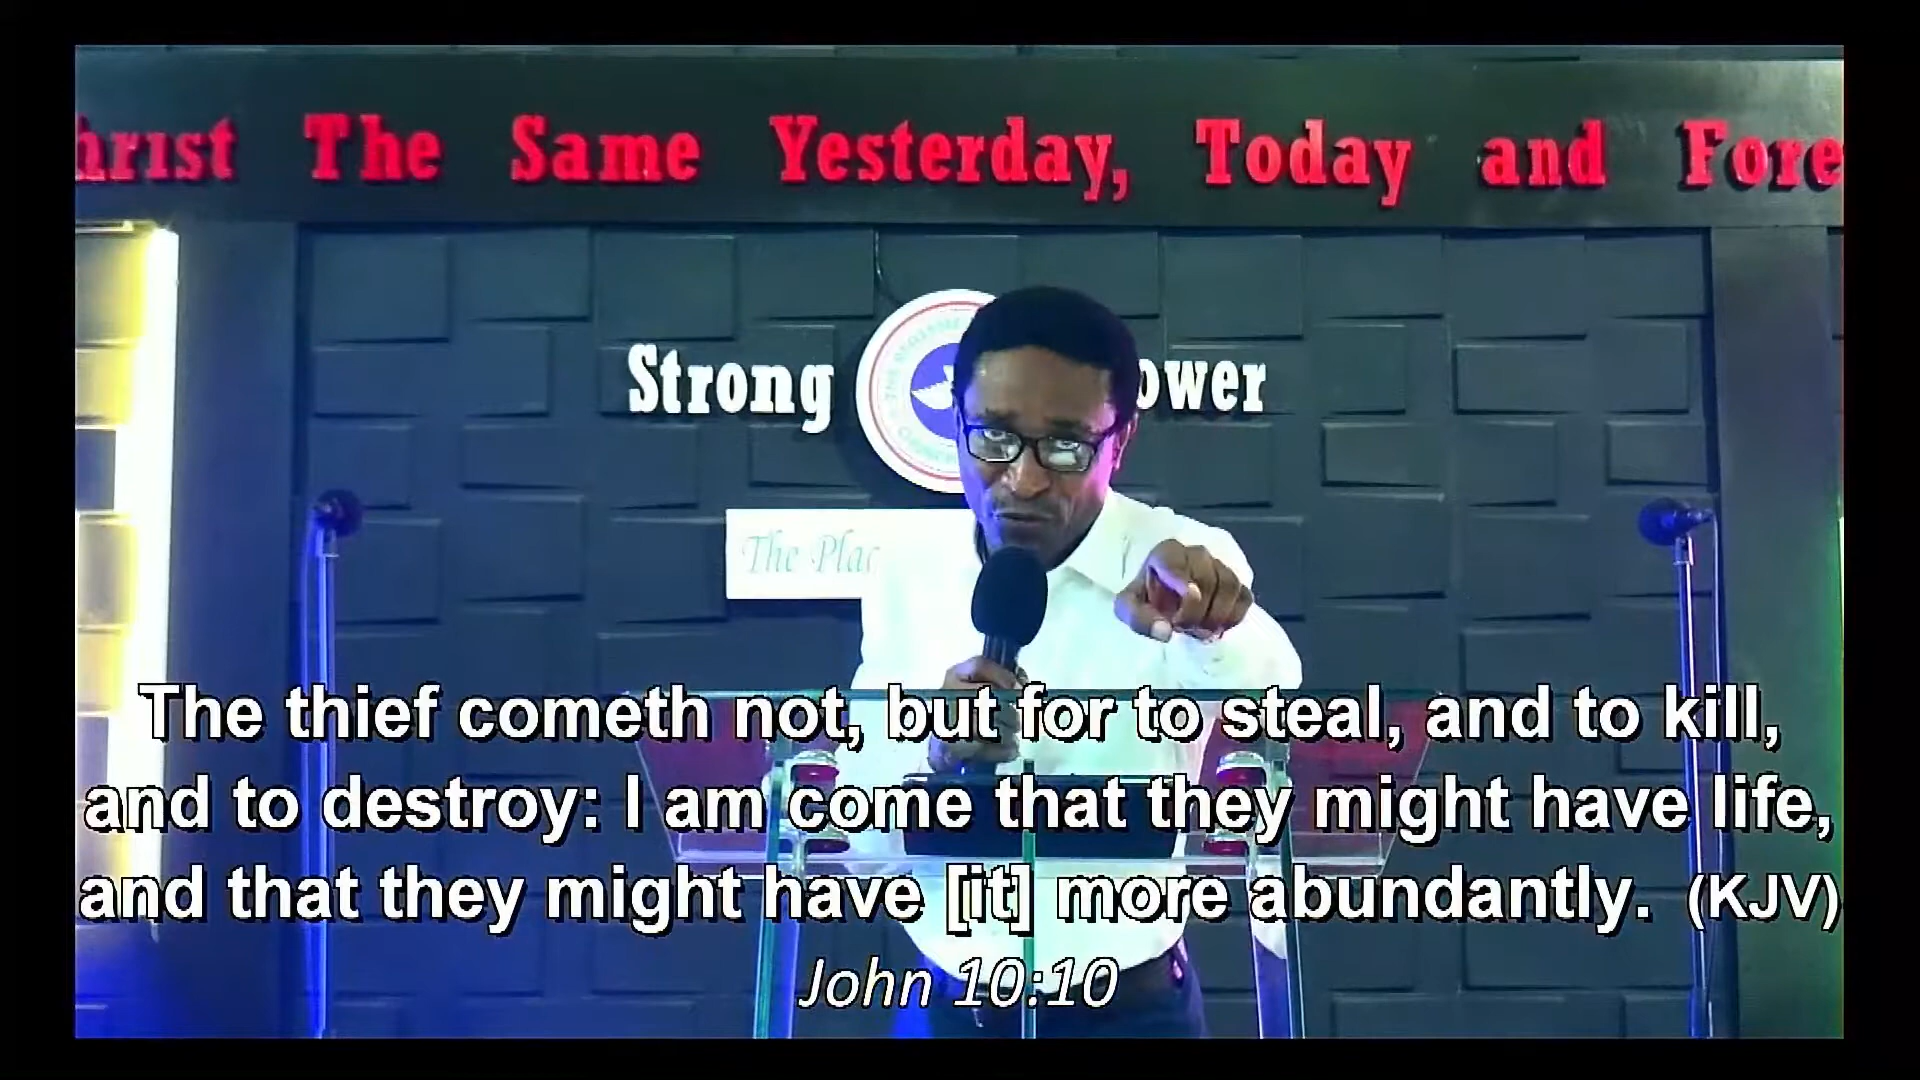 hrist The Same Yesterday, Today and Fore
Strong ower
The Plac
The thief cometh not, but for to steal, and to kill,
and to destroy: I am come that they might have life,
and that they might have [it] more abundantly. (KJV)
John 10:10